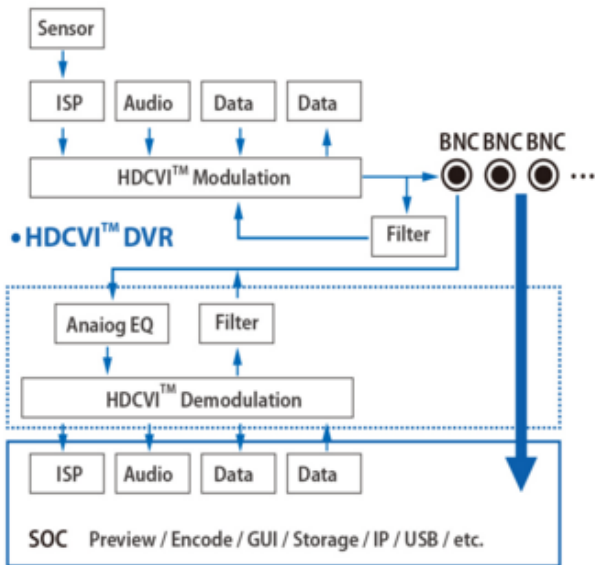 Sensor
ISP Audio Data Data
BNC BNC BNC
HDCVI™ Modulation
...
• HDCVI™ DVR
Filter
Anaiog EQ Filter
HDCVI™ Demodulation
ISP Audio Data Data
SOC Preview / Encode / GUI / Storage / IP / USB / etc.